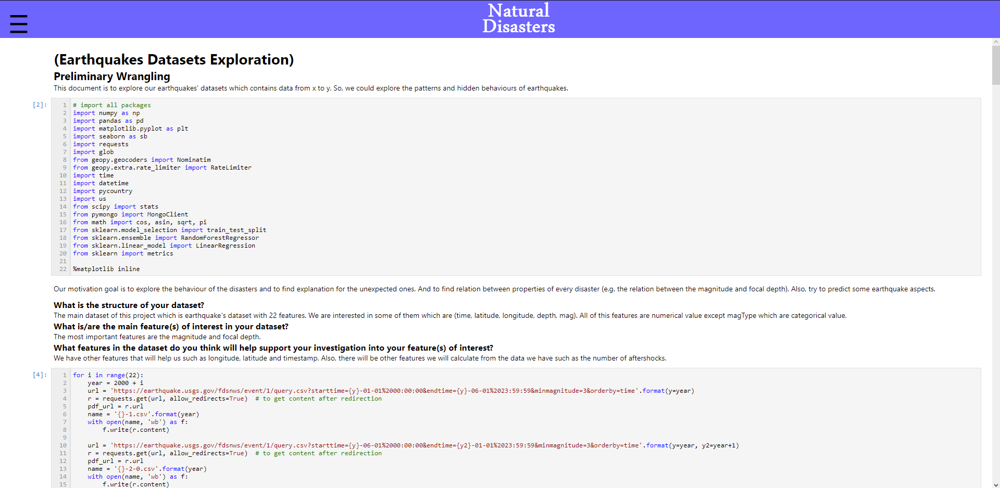 Natural
Disasters
(Earthquakes Datasets Exploration)
Preliminary Wrangling
This document is to explore our earthquakes' datasets which contains data from x to y. So, we could explore the patterns and hidden behaviours of earthquakes.
[2]:
1 # import all packages
2 import numpy as np
3 import pandas as pd
4 import matplotlib.pyplot as plt
5 import seaborn as sb
6 import requests
7 import glob
8 from geopy.geocoders import Nominatim
9 from geopy.extra.rate_limiter import RateLimiter
10 import time
11 import datetime
12 import pycountry
13 import us
14 from scipy import stats
15 from pymongo import MongoClient
16 from math import cos, asin, sqrt, pi
17 from sklearn.model_selection import train_test_split
18 from sklearn.ensemble import RandomForestRegressor
19 from sklearn.linear_model import LinearRegression
20 from sklearn import metrics
21
22 %matplotlib inline
Our motivation goal is to explore the behaviour of the disasters and to find explanation for the unexpected ones. And to find relation between properties of every disaster (e.g. the relation between the magnitude and focal depth). Also, try to predict some earthquake aspects.
What is the structure of your dataset?
The main dataset of this project which is earthquake's dataset with 22 features. We are interested in some of them which are (time, latitude, longitude, depth, mag). All of this features are numerical value except magType which are categorical value.
What is/are the main feature(s) of interest in your dataset?
The most important features are the magnitude and focal depth.
What features in the dataset do you think will help support your investigation into your feature(s) of interest?
We have other features that will help us such as longitude, latitude and timestamp. Also, there will be other features we will calculate from the data we have such as the number of aftershocks.
[4]:
1 for i in range(22):
2     year = 2000 + i
3     url = 'https://earthquake.usgs.gov/fdsnws/event/1/query.csv?starttime={y}-01-01%2000:00:00&endtime={y}-06-01%2023:59:59&minmagnitude=3&orderby=time'.format(y=year)
4     r = requests.get(url, allow_redirects=True)  # to get content after redirection
5     pdf_url = r.url
6     name = '{}-1.csv'.format(year)
7     with open(name, 'wb') as f:
8         f.write(r.content)
9
10     url = 'https://earthquake.usgs.gov/fdsnws/event/1/query.csv?starttime={y}-06-01%2000:00:00&endtime={y2}-01-01%2023:59:59&minmagnitude=3&orderby=time'.format(y=year, y2=year+1)
11     r = requests.get(url, allow_redirects=True)  # to get content after redirection
12     pdf_url = r.url
13     name = '{}-2-0.csv'.format(year)
14     with open(name, 'wb') as f:
15         f.write(r.content)